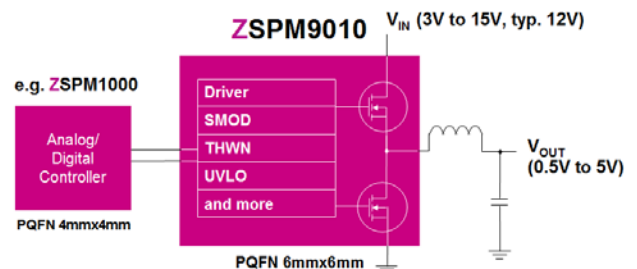 ZSPM9010
VIN (3V to 15V, typ. 12V)
e.g. ZSPM1000
Analog/
Digital
Controller
PQFN 4mmx4mm
Driver
SMOD
THWN
UVLO
and more
PQFN 6mmx6mm
VOUT
(0.5V to 5V)